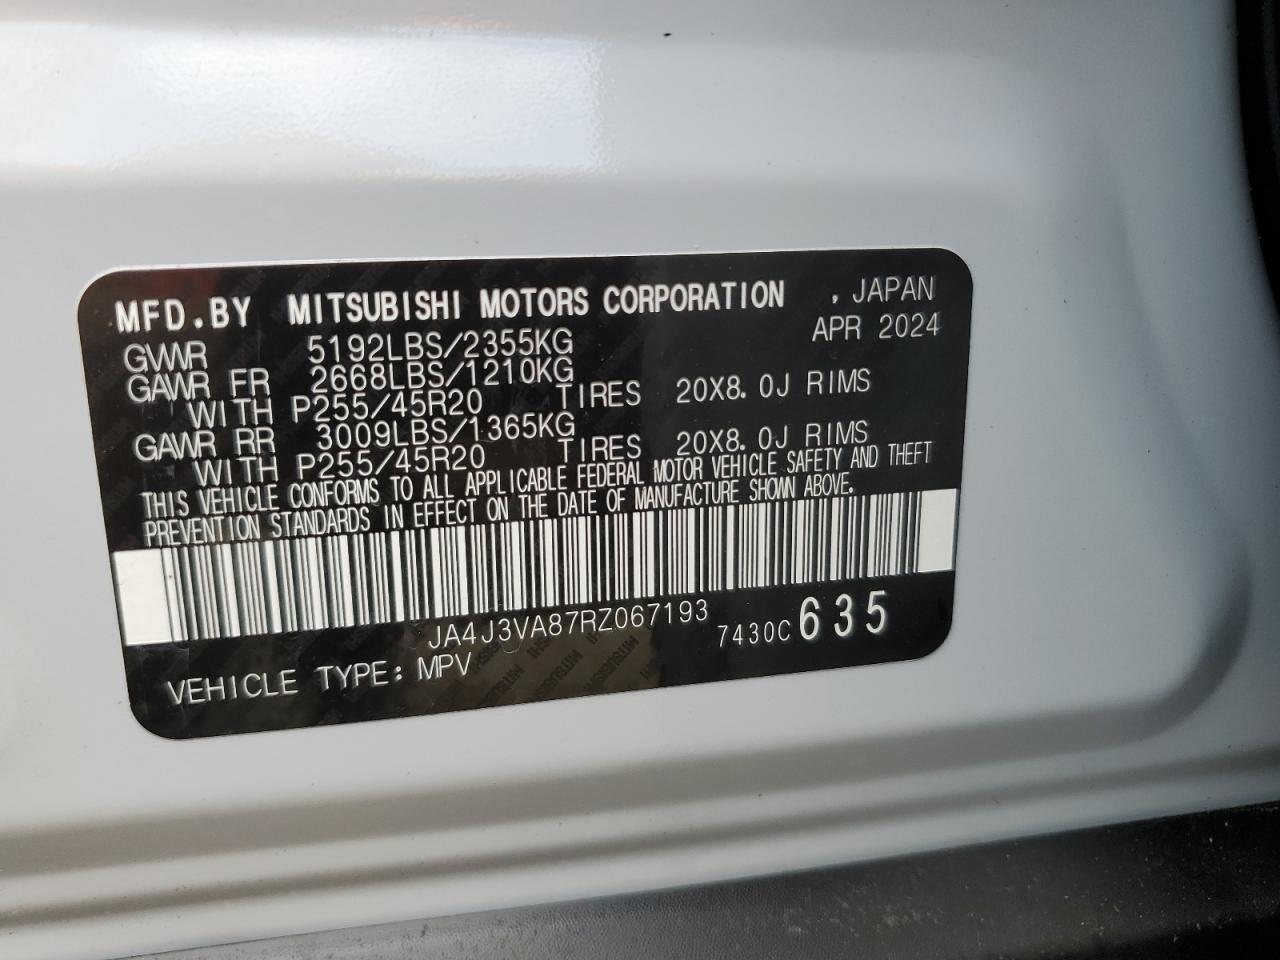 MFD.BY MITSUBISHI MOTORS CORPORATION , JAPAN
APR 2024
GVWR 5192LBS/2355KG
GAWR FR 2668LBS/1210KG
WITH P255/45R20 TIRES 20X8.0J RIMS
GAWR RR 3009LBS/1365KG
WITH P255/45R20 TIRES 20X8.0J RIMS
THIS VEHICLE CONFORMS TO ALL APPLICABLE FEDERAL MOTOR VEHICLE SAFETY AND THEFT
PREVENTION STANDARDS IN EFFECT ON THE DATE OF MANUFACTURE SHOWN ABOVE.
JA4J3VA87RZ067193
7430C 635
VEHICLE TYPE: MPV